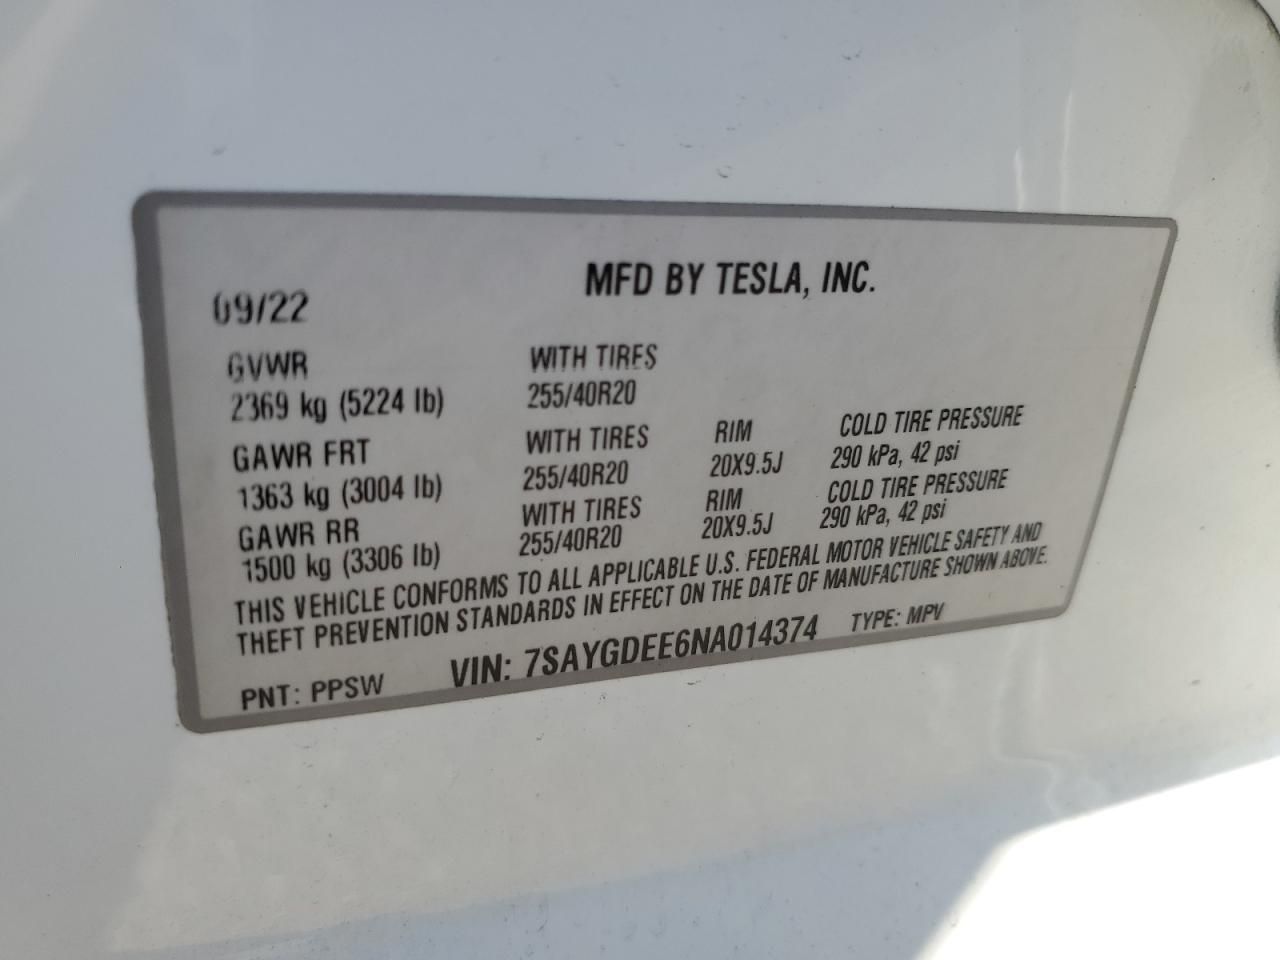 MFD BY TESLA, INC.
09/22
GVWR WITH TIRES
2369 kg (5224 lb) 255/40R20
GAWR FRT WITH TIRES RIM COLD TIRE PRESSURE
1363 kg (3004 lb) 255/40R20 20X9.5J 290 kPa, 42 psi
GAWR RR WITH TIRES RIM COLD TIRE PRESSURE
1500 kg (3306 lb) 255/40R20 20X9.5J 290 kPa, 42 psi
THIS VEHICLE CONFORMS TO ALL APPLICABLE U.S. FEDERAL MOTOR VEHICLE SAFETY AND
THEFT PREVENTION STANDARDS IN EFFECT ON THE DATE OF MANUFACTURE SHOWN ABOVE.
PNT: PPSW VIN: 7SAYGDEE6NA014374 TYPE: MPV